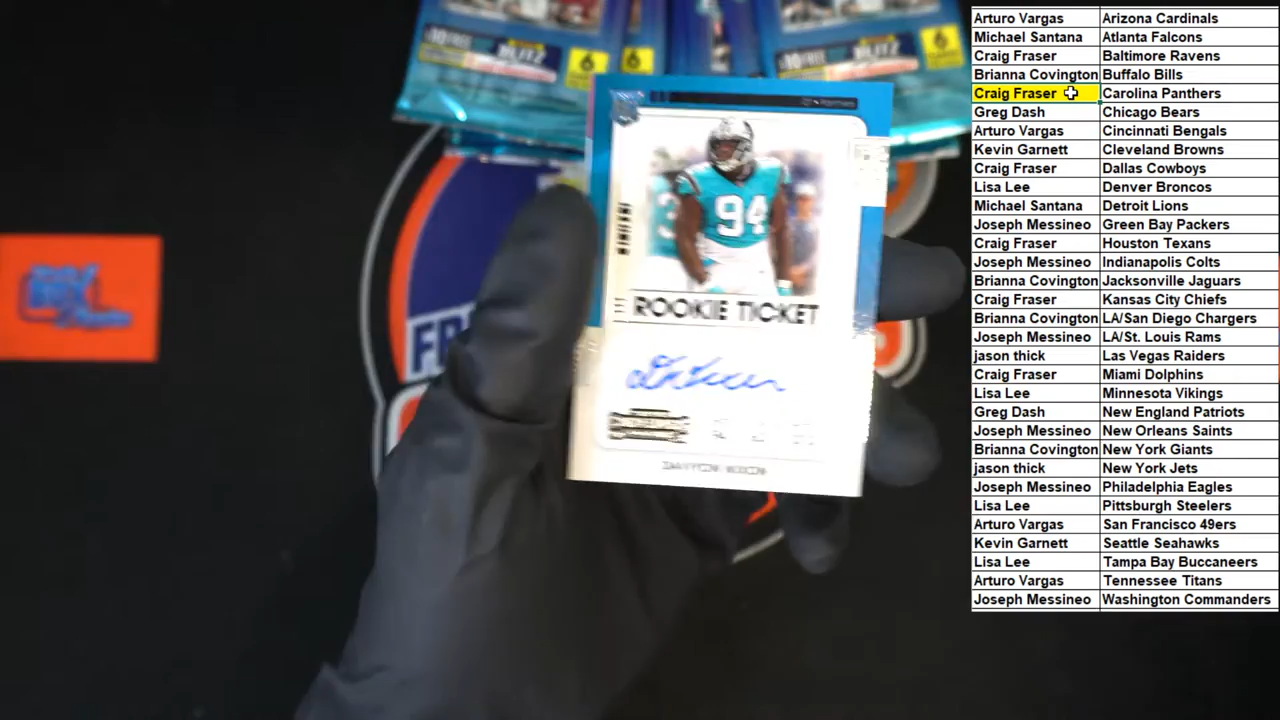 Arturo Vargas Arizona Cardinals
Michael Santana Atlanta Falcons
Craig Fraser Baltimore Ravens
Brianna Covington Buffalo Bills
Craig Fraser Carolina Panthers
Greg Dash Chicago Bears
Arturo Vargas Cincinnati Bengals
Kevin Garnett Cleveland Browns
Craig Fraser Dallas Cowboys
Lisa Lee Denver Broncos
Michael Santana Detroit Lions
Joseph Messineo Green Bay Packers
Craig Fraser Houston Texans
Joseph Messineo Indianapolis Colts
Brianna Covington Jacksonville Jaguars
Craig Fraser Kansas City Chiefs
Brianna Covington LA/San Diego Chargers
Joseph Messineo LA/St. Louis Rams
jason thick Las Vegas Raiders
Craig Fraser Miami Dolphins
Lisa Lee Minnesota Vikings
Greg Dash New England Patriots
Joseph Messineo New Orleans Saints
Brianna Covington New York Giants
jason thick New York Jets
Joseph Messineo Philadelphia Eagles
Lisa Lee Pittsburgh Steelers
Arturo Vargas San Francisco 49ers
Kevin Garnett Seattle Seahawks
Lisa Lee Tampa Bay Buccaneers
Arturo Vargas Tennessee Titans
Joseph Messineo Washington Commanders
BLITZ
6
6
6
94
ROOKIE TICKET